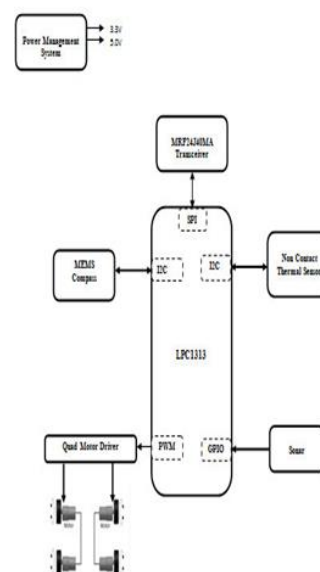 Power Management
System
3.3V
5.0V
MRF24J40MA
Transceiver
SPI
MEMS
Compass
I2C
I2C
Non Contact
Thermal Sensor
LPC1313
Quad Motor Driver
PWM
GPIO
Sonar